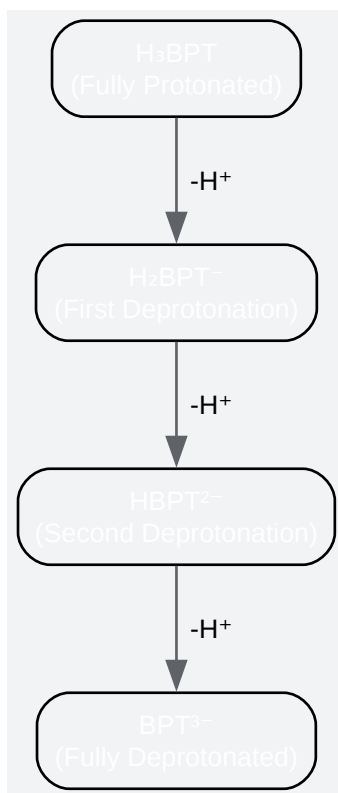 H₃BPT
(Fully Protonated)
-H⁺
H₂BPT⁻
(First Deprotonation)
-H⁺
HBPT²⁻
(Second Deprotonation)
-H⁺
BPT³⁻
(Fully Deprotonated)